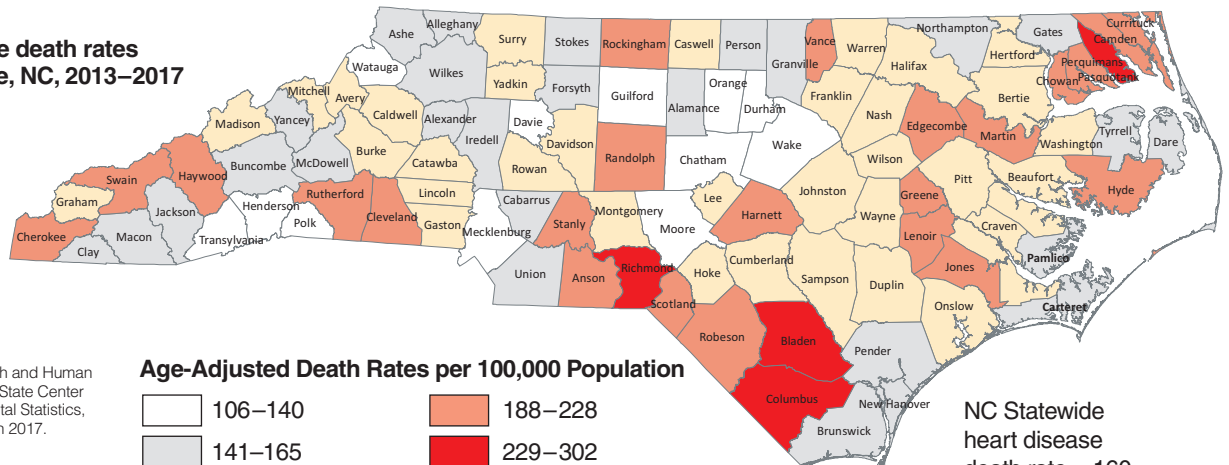 e death rates
e, NC, 2013–2017
Ashe
Alleghany
Surry
Stokes
Rockingham
Caswell
Person
Vance
Granville
Warren
Northampton
Gates
Currituck
Camden
Halifax
Hertford
Perquimans
Pasquotank
Chowan
Watauga
Wilkes
Yadkin
Forsyth
Guilford
Orange
Alamance
Durham
Franklin
Bertie
Mitchell
Avery
Caldwell
Alexander
Davie
Nash
Edgecombe
Martin
Washington
Tyrrell
Dare
Madison
Yancey
Iredell
Davidson
Randolph
Chatham
Wake
Wilson
Buncombe
McDowell
Burke
Catawba
Rowan
Swain
Haywood
Rutherford
Lincoln
Johnston
Greene
Pitt
Beaufort
Hyde
Graham
Jackson
Henderson
Polk
Cleveland
Gaston
Cabarrus
Stanly
Montgomery
Lee
Harnett
Wayne
Lenoir
Craven
Cherokee
Macon
Clay
Transylvania
Mecklenburg
Moore
Pamlico
Union
Anson
Richmond
Hoke
Cumberland
Sampson
Duplin
Jones
Scotland
Onslow
Carteret
Robeson
Bladen
Pender
Columbus
New Hanover
Brunswick
h and Human
State Center
tal Statistics,
n 2017.
Age-Adjusted Death Rates per 100,000 Population
106–140
188–228
141–165
229–302
NC Statewide
heart disease
death rate